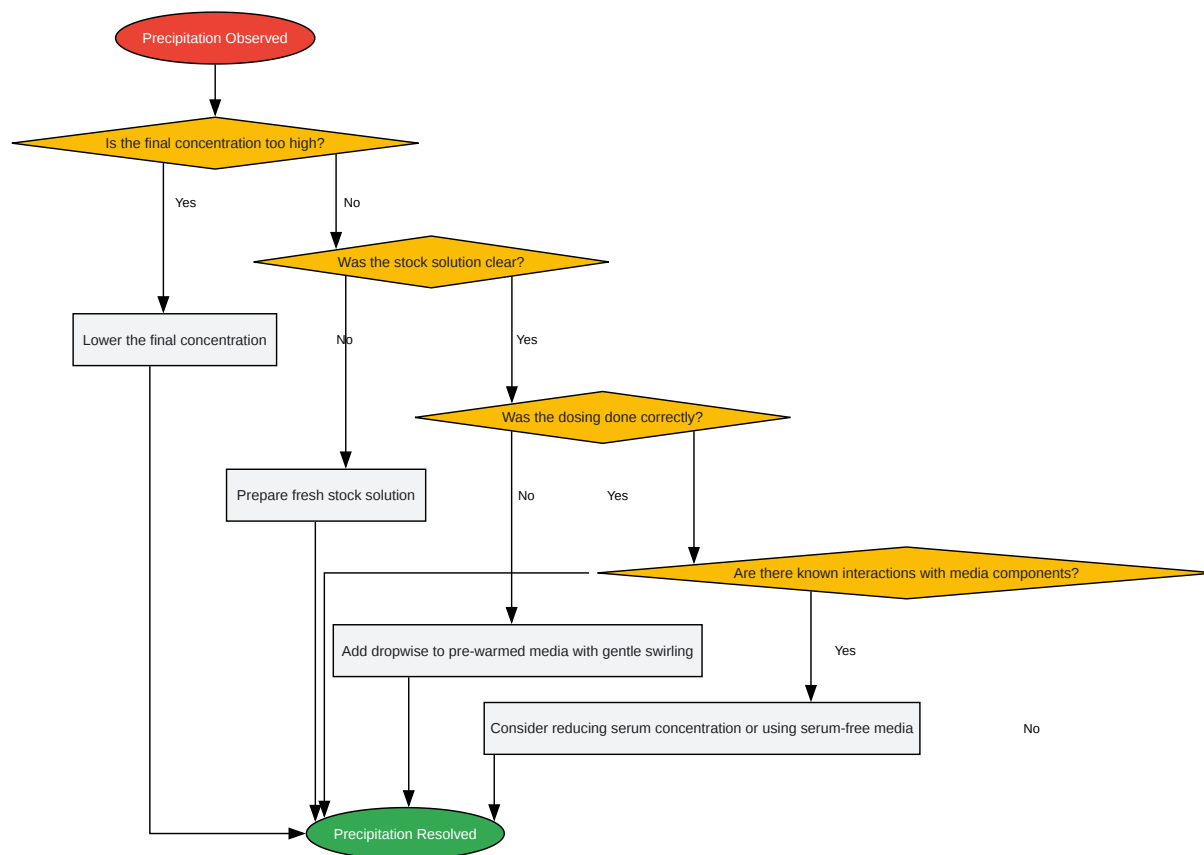 Precipitation Observed
Is the final concentration too high?
Yes
No
Was the stock solution clear?
Lower the final concentration
No
Yes
Was the dosing done correctly?
Prepare fresh stock solution
No
Yes
Are there known interactions with media components?
Add dropwise to pre-warmed media with gentle swirling
Yes
Consider reducing serum concentration or using serum-free media
No
Precipitation Resolved